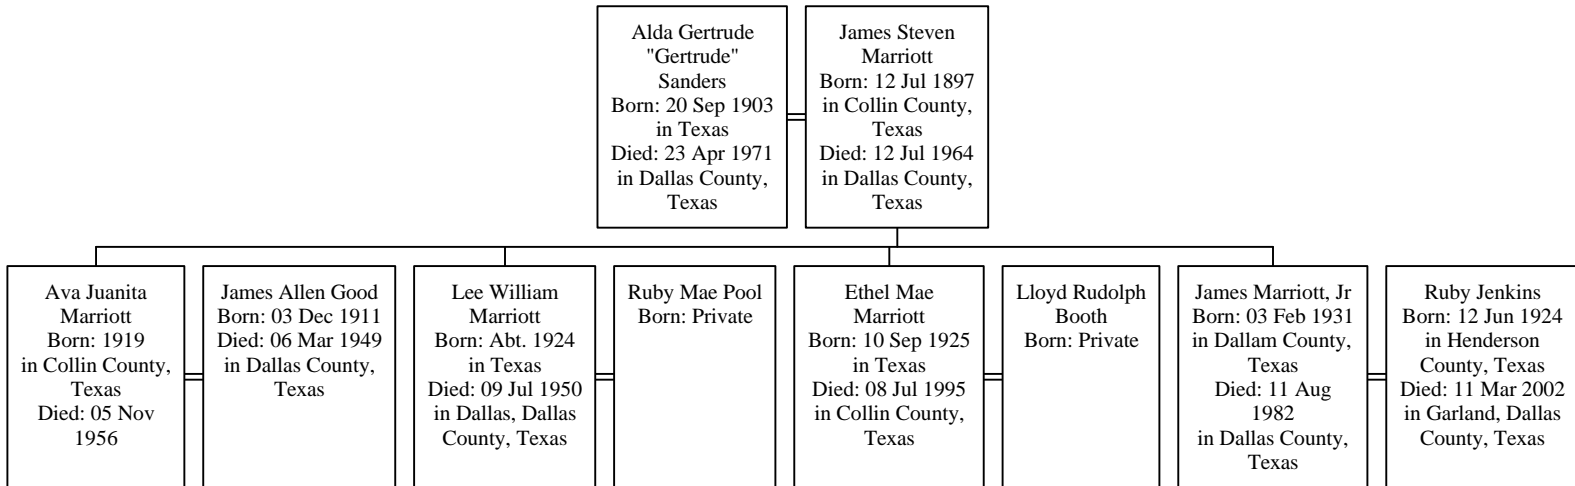 Alda Gertrude
"Gertrude"
Sanders
Born: 20 Sep 1903
in Texas
Died: 23 Apr 1971
in Dallas County,
Texas
James Steven
Marriott
Born: 12 Jul 1897
in Collin County,
Texas
Died: 12 Jul 1964
in Dallas County,
Texas
Ava Juanita
Marriott
Born: 1919
in Collin County,
Texas
Died: 05 Nov
1956
James Allen Good
Born: 03 Dec 1911
Died: 06 Mar 1949
in Dallas County,
Texas
Lee William
Marriott
Born: Abt. 1924
in Texas
Died: 09 Jul 1950
in Dallas, Dallas
County, Texas
Ruby Mae Pool
Born: Private
Ethel Mae
Marriott
Born: 10 Sep 1925
in Texas
Died: 08 Jul 1995
in Collin County,
Texas
Lloyd Rudolph
Booth
Born: Private
James Marriott, Jr
Born: 03 Feb 1931
in Dallam County,
Texas
Died: 11 Aug
1982
in Dallas County,
Texas
Ruby Jenkins
Born: 12 Jun 1924
in Henderson
County, Texas
Died: 11 Mar 2002
in Garland, Dallas
County, Texas